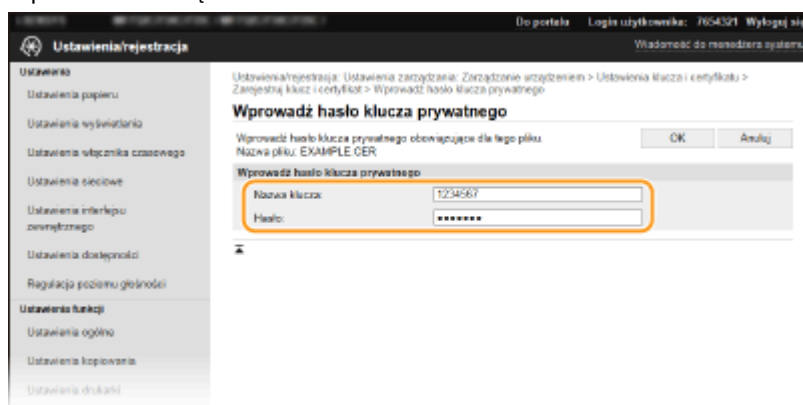 Do portalu Login użytkownika: 7654321 Wyloguj się
Ustawienia/rejestracja
Wiadomość do menedżera systemu
Ustawienia
Ustawienia/rejestracja: Ustawienia zarządzania: Zarządzanie urządzeniem > Ustawienia klucza i certyfikatu >
Zarejestruj klucz i certyfikat > Wprowadź hasło klucza prywatnego
Ustawienia papieru
Wprowadź hasło klucza prywatnego
Ustawienia wyświetlania
Wprowadź hasło klucza prywatnego obowiązujące dla tego pliku.
Nazwa pliku: EXAMPLE.CER
OK
Anuluj
Ustawienia włącznika czasowego
Wprowadź hasło klucza prywatnego
Ustawienia sieciowe
Nazwa klucza:
1234567
Ustawienia interfejsu
zewnętrznego
Hasło:
•••••••
Ustawienia dostępności
Regulacja poziomu głośności
Ustawienia funkcji
Ustawienia ogólne
Ustawienia kopiowania
Ustawienia drukarki